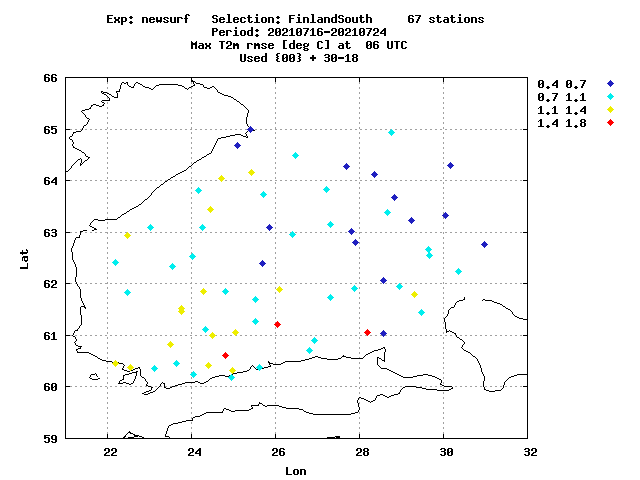 Exp: newsurf   Selection: FinlandSouth     67 stations
Period: 20210716-20210724
Max T2m rmse [deg C] at  06 UTC
Used {00} + 30-18
0.4 0.7
0.7 1.1
1.1 1.4
1.4 1.8
66
65
64
63
62
61
60
59
Lat
22 24 26 28 30 32
Lon